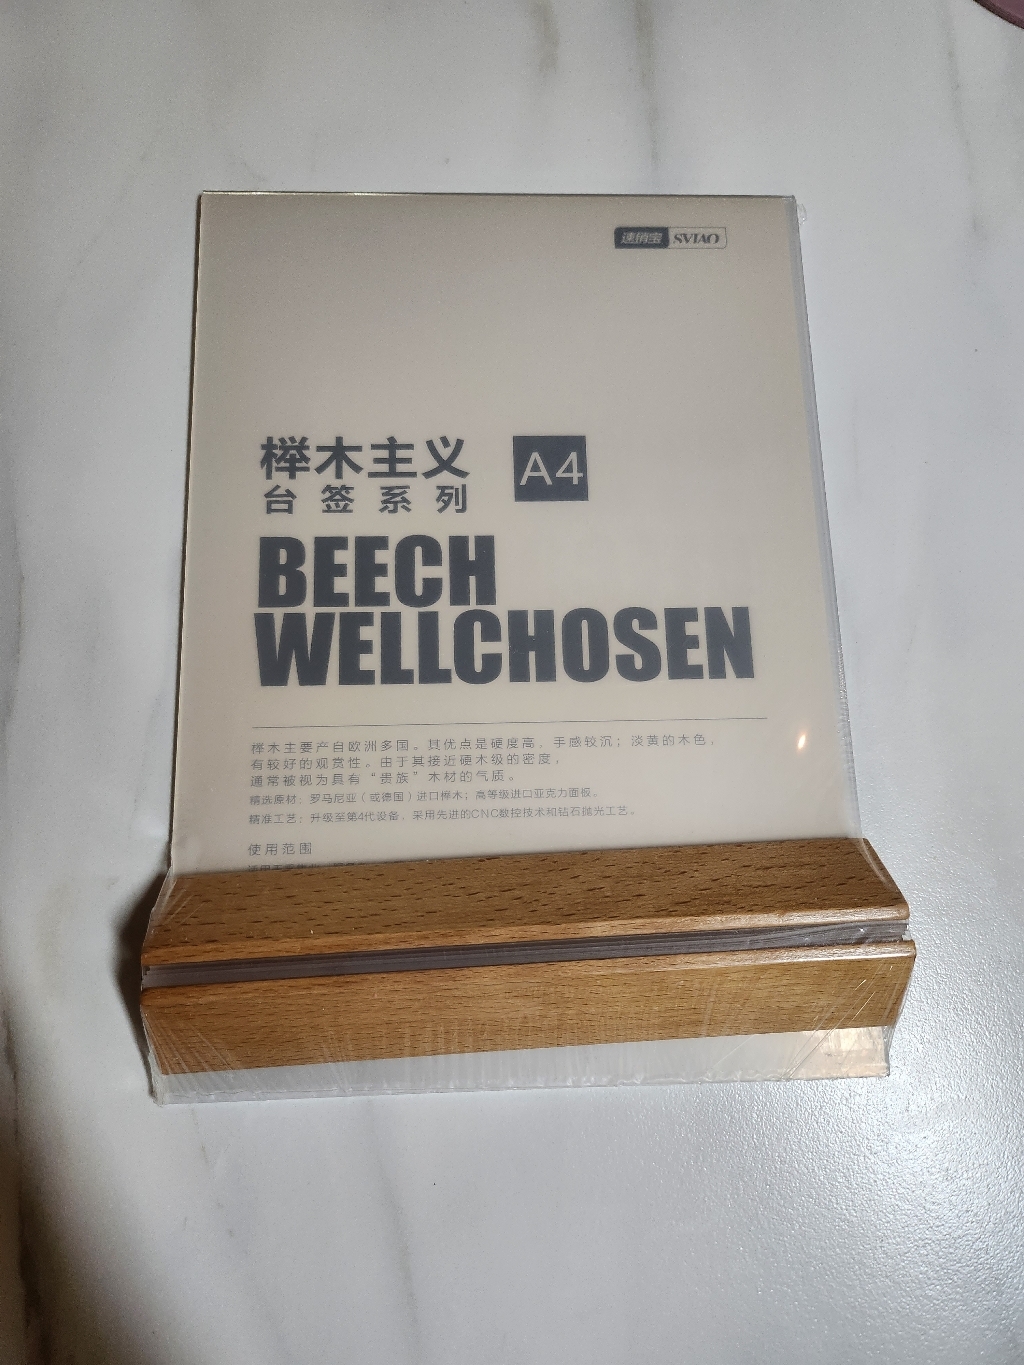 速销宝 SVIAO
榉木主义 A4
台签系列
BEECH
WELLCHOSEN
榉木主要产自欧洲多国。其优点是硬度高、手感较沉；淡黄的木色，
有较好的观赏性。由于其接近硬木级的密度，
通常被视为具有“贵族”木材的气质。
精选原材：罗马尼亚（或德国）进口榉木；高等级进口亚克力面板。
精准工艺：升级至第4代设备、采用先进的CNC数控技术和钻石抛光工艺。
使用范围